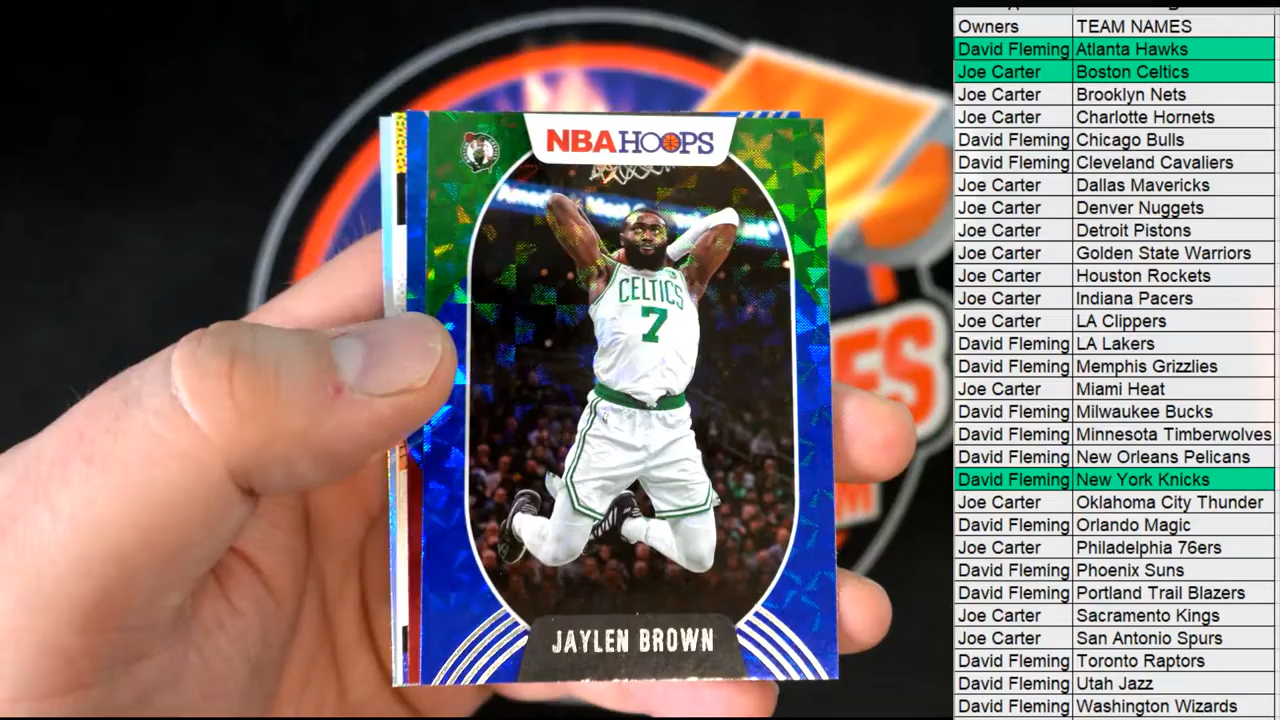 NBA HOOPS
CELTICS
7
JAYLEN BROWN
Owners TEAM NAMES
David Fleming Atlanta Hawks
Joe Carter Boston Celtics
Joe Carter Brooklyn Nets
Joe Carter Charlotte Hornets
David Fleming Chicago Bulls
David Fleming Cleveland Cavaliers
Joe Carter Dallas Mavericks
Joe Carter Denver Nuggets
Joe Carter Detroit Pistons
Joe Carter Golden State Warriors
Joe Carter Houston Rockets
Joe Carter Indiana Pacers
Joe Carter LA Clippers
David Fleming LA Lakers
David Fleming Memphis Grizzlies
Joe Carter Miami Heat
David Fleming Milwaukee Bucks
David Fleming Minnesota Timberwolves
David Fleming New Orleans Pelicans
David Fleming New York Knicks
Joe Carter Oklahoma City Thunder
David Fleming Orlando Magic
Joe Carter Philadelphia 76ers
David Fleming Phoenix Suns
David Fleming Portland Trail Blazers
Joe Carter Sacramento Kings
Joe Carter San Antonio Spurs
David Fleming Toronto Raptors
David Fleming Utah Jazz
David Fleming Washington Wizards